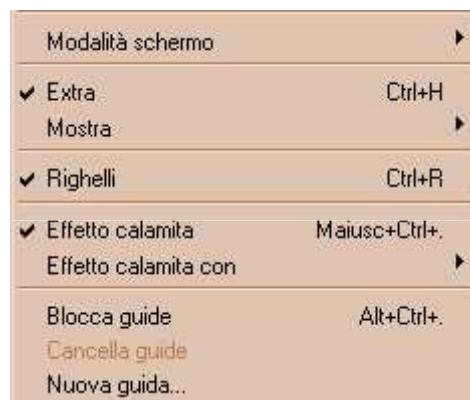 Modalità schermo
Extra Ctrl+H
Mostra
Righelli Ctrl+R
Effetto calamita Maiusc+Ctrl+.
Effetto calamita con
Blocca guide Alt+Ctrl+.
Cancella guide
Nuova guida...